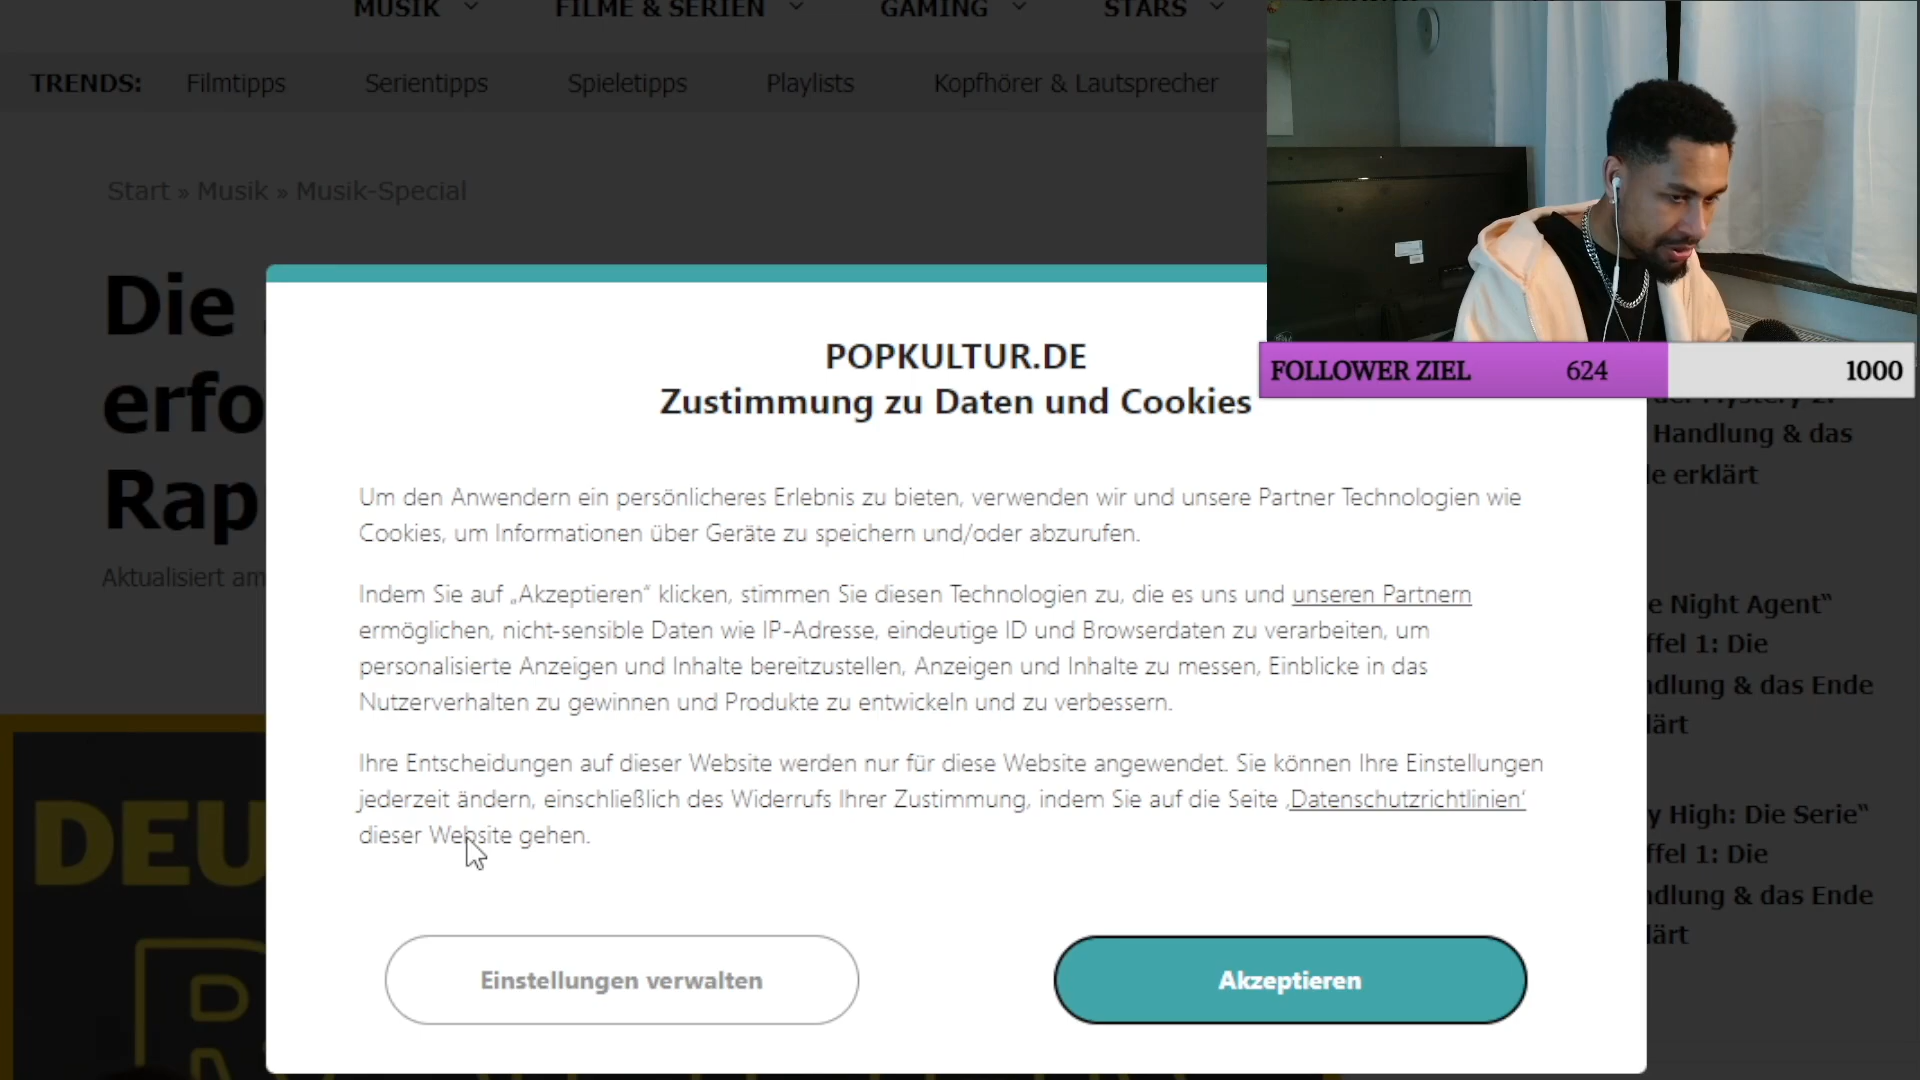 MUSIK
FILME & SERIEN
GAMING
STARS
TRENDS:
Filmtipps
Serientipps
Spieletipps
Playlists
Kopfhörer & Lautsprecher
Start » Musik » Musik-Special
Die
erfo
Rap
Aktualisiert am
FOLLOWER ZIEL 624 1000
POPKULTUR.DE
Zustimmung zu Daten und Cookies
Um den Anwendern ein persönlicheres Erlebnis zu bieten, verwenden wir und unsere Partner Technologien wie
Cookies, um Informationen über Geräte zu speichern und/oder abzurufen.
Indem Sie auf „Akzeptieren“ klicken, stimmen Sie diesen Technologien zu, die es uns und unseren Partnern
ermöglichen, nicht-sensible Daten wie IP-Adresse, eindeutige ID und Browserdaten zu verarbeiten, um
personalisierte Anzeigen und Inhalte bereitzustellen, Anzeigen und Inhalte zu messen, Einblicke in das
Nutzerverhalten zu gewinnen und Produkte zu entwickeln und zu verbessern.
Ihre Entscheidungen auf dieser Website werden nur für diese Website angewendet. Sie können Ihre Einstellungen
jederzeit ändern, einschließlich des Widerrufs Ihrer Zustimmung, indem Sie auf die Seite ‚Datenschutzrichtlinien‘
dieser Website gehen.
Einstellungen verwalten
Akzeptieren
Handlung & das
le erklärt
e Night Agent“
ffel 1: Die
ndlung & das Ende
lärt
y High: Die Serie“
ffel 1: Die
ndlung & das Ende
lärt
DEU